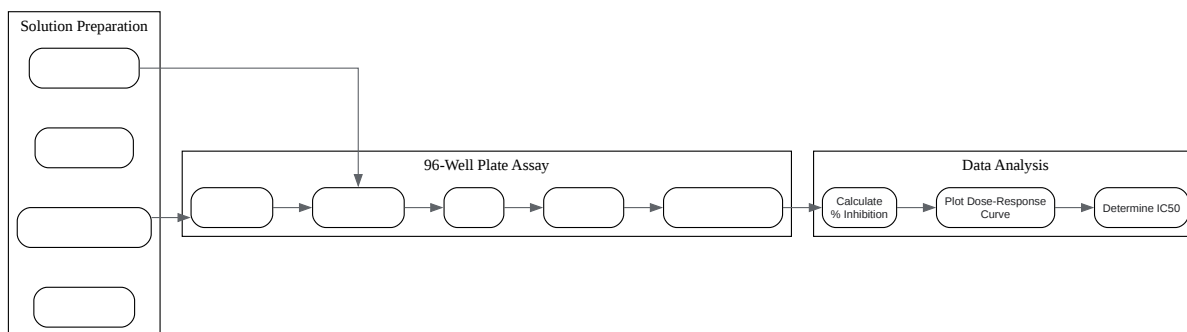 Solution Preparation
96-Well Plate Assay
Data Analysis
Calculate
% Inhibition
Plot Dose-Response
Curve
Determine IC50